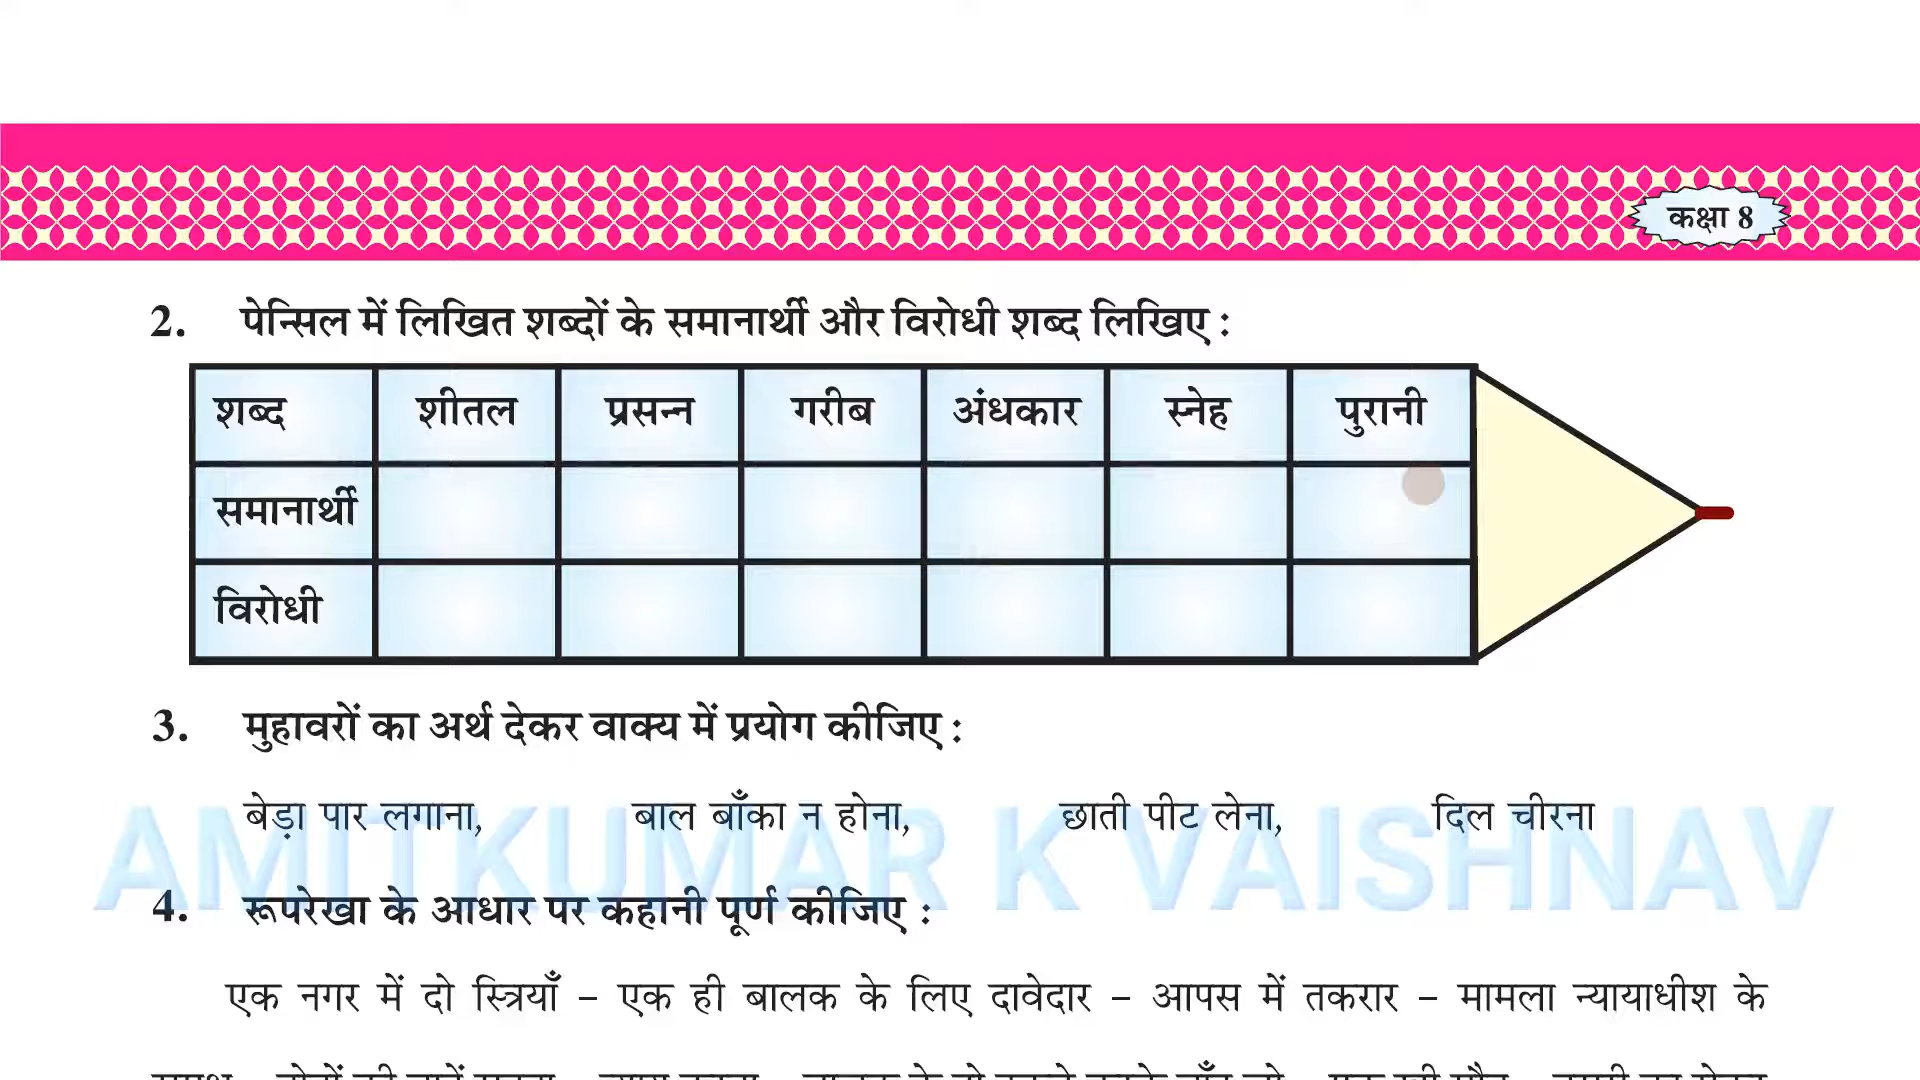 कक्षा 8
2. पेन्सिल में लिखित शब्दों के समानार्थी और विरोधी शब्द लिखिए :
शब्द शीतल प्रसन्न गरीब अंधकार स्नेह पुरानी
समानार्थी
विरोधी
3. मुहावरों का अर्थ देकर वाक्य में प्रयोग कीजिए :
बेड़ा पार लगाना, बाल बाँका न होना, छाती पीट लेना, दिल चीरना
AMITKUMAR K VAISHNAV
4. रूपरेखा के आधार पर कहानी पूर्ण कीजिए :
एक नगर में दो स्त्रियाँ – एक ही बालक के लिए दावेदार – आपस में तकरार – मामला न्यायाधीश के